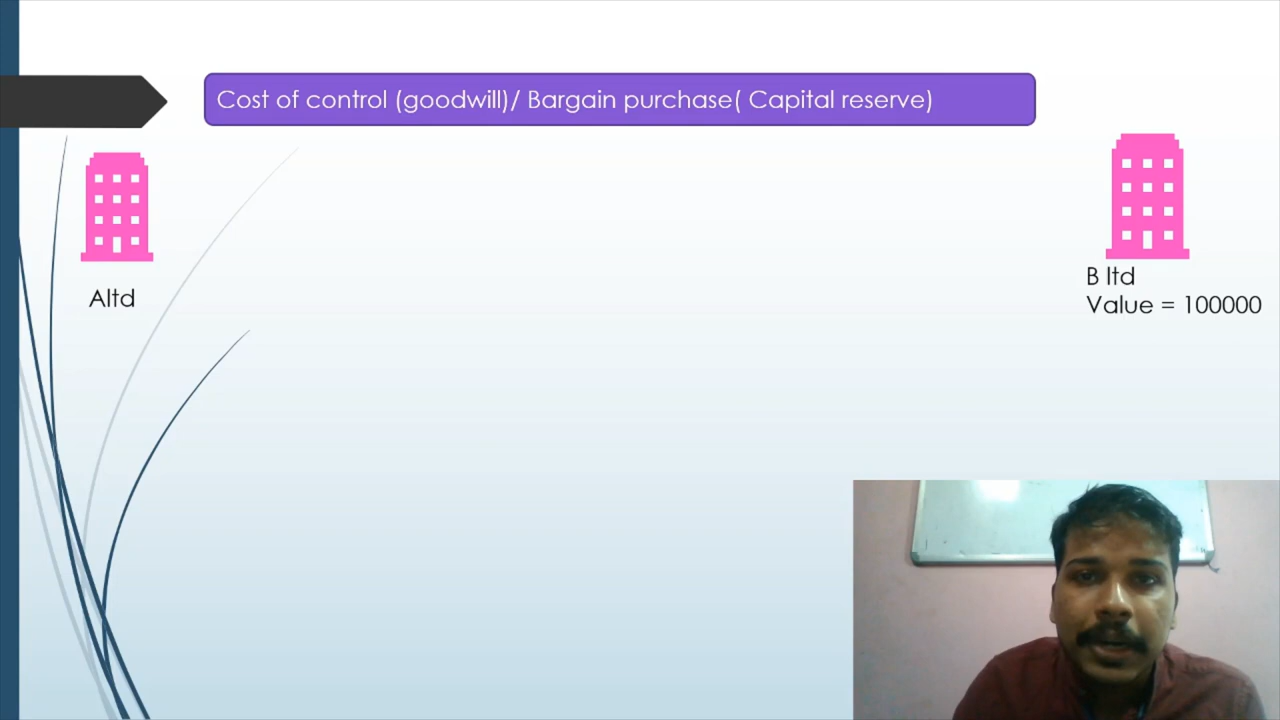 Cost of control (goodwill)/ Bargain purchase( Capital reserve)
Altd
B ltd
Value = 100000